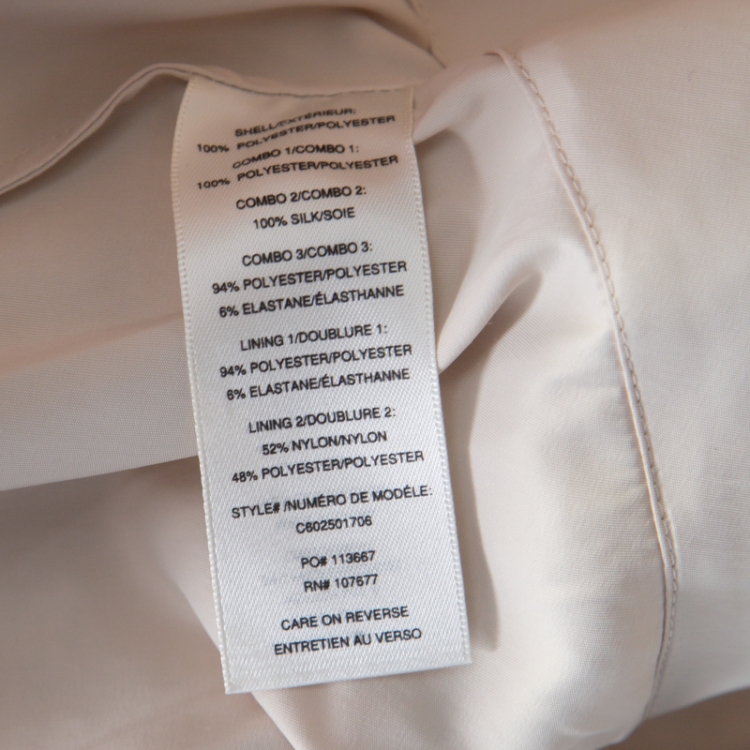 SHELL/EXTÉRIEUR:
100% POLYESTER/POLYESTER
COMBO 1/COMBO 1:
100% POLYESTER/POLYESTER
COMBO 2/COMBO 2:
100% SILK/SOIE
COMBO 3/COMBO 3:
94% POLYESTER/POLYESTER
6% ELASTANE/ÉLASTHANNE
LINING 1/DOUBLURE 1:
94% POLYESTER/POLYESTER
6% ELASTANE/ÉLASTHANNE
LINING 2/DOUBLURE 2:
52% NYLON/NYLON
48% POLYESTER/POLYESTER
STYLE# /NUMÉRO DE MODÉLE:
C602501706
PO# 113667
RN# 107677
CARE ON REVERSE
ENTRETIEN AU VERSO